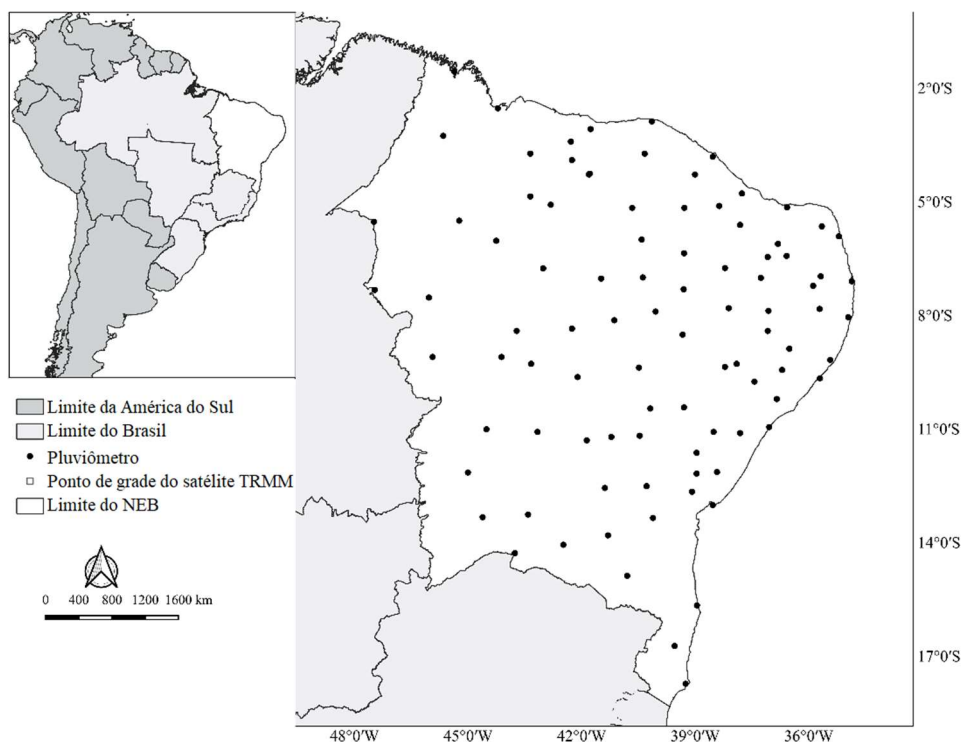 Limite da América do Sul
Limite do Brasil
Pluviômetro
Ponto de grade do satélite TRMM
Limite do NEB
0 400 800 1200 1600 km
2°0'S
5°0'S
8°0'S
11°0'S
14°0'S
17°0'S
48°0'W 45°0'W 42°0'W 39°0'W 36°0'W